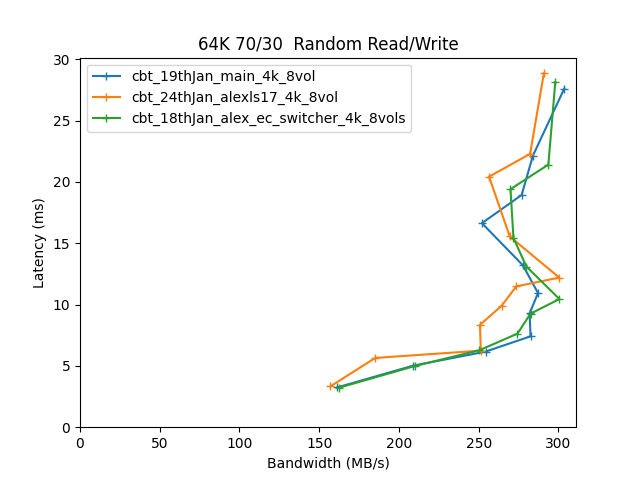 64K 70/30  Random Read/Write
cbt_19thJan_main_4k_8vol
cbt_24thJan_alexls17_4k_8vol
cbt_18thJan_alex_ec_switcher_4k_8vols
30
25
20
15
10
5
0
Latency (ms)
0 50 100 150 200 250 300
Bandwidth (MB/s)